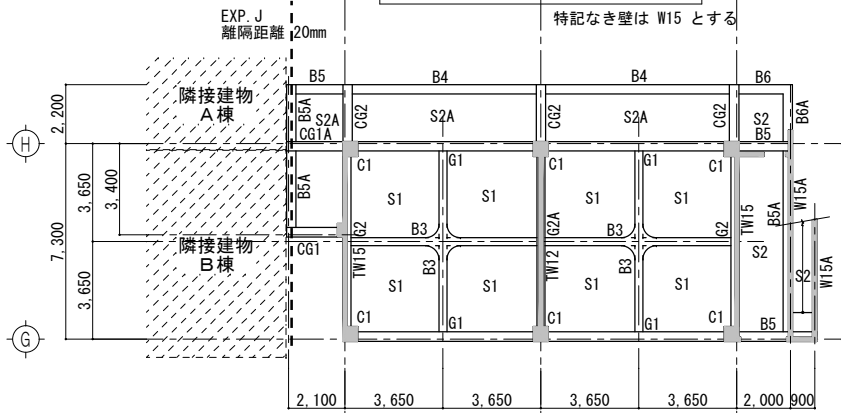 EXP.J
離隔距離 20mm
特記なき壁は W15 とする
B5 B4 B4 B6
隣接建物
A棟
B5A S2A CG2 S2A CG2 S2A CG2 S2 B6A
CG1A B5
2,200
H
C1 G1 C1 G1 C1
B5A S1 S1 S1 S1 TW15 B5A W15A
3,650
3,400
7,300
G2 B3 G2A B3 G2
隣接建物
B棟
CG1 S2
TW15 B3 TW12 B3 S2 W15A
S1 S1 S1 S1
3,650
C1 G1 C1 G1 C1 B5
G
2,100 3,650 3,650 3,650 3,650 2,000 900